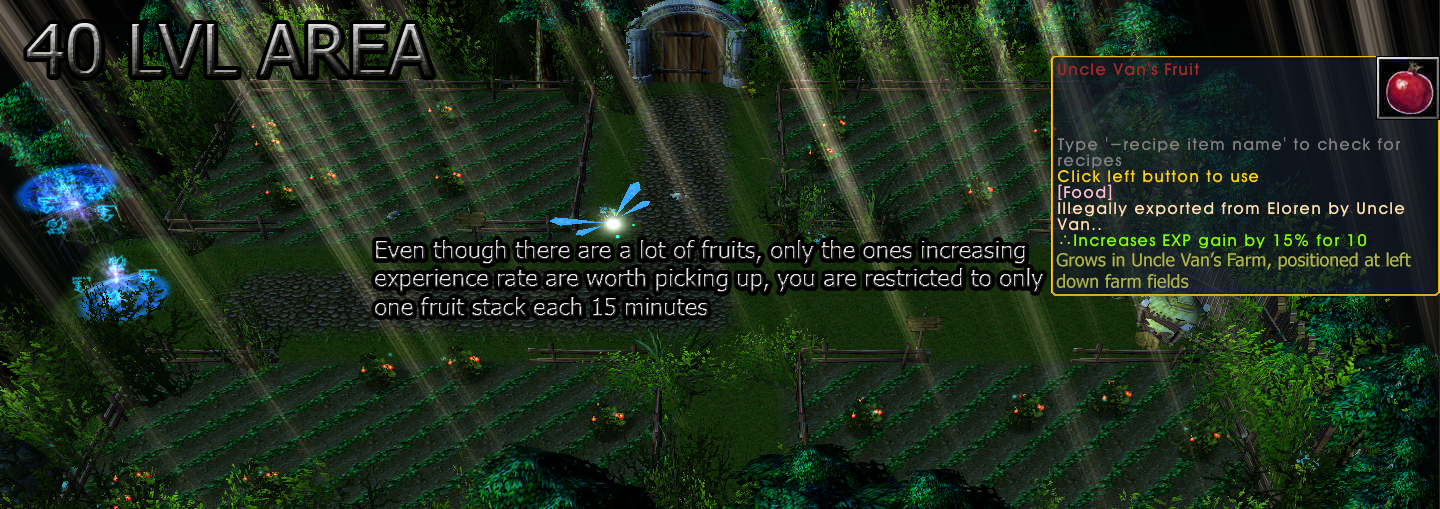 40 LVL AREA
Even though there are a lot of fruits, only the ones increasing
experience rate are worth picking up, you are restricted to only
one fruit stack each 15 minutes
Uncle Van's Fruit
Type '-recipe item name' to check for
recipes
Click left button to use
[Food]
Illegally exported from Eloren by Uncle
Van..
∴Increases EXP gain by 15% for 10
Grows in Uncle Van's Farm, positioned at left
down farm fields